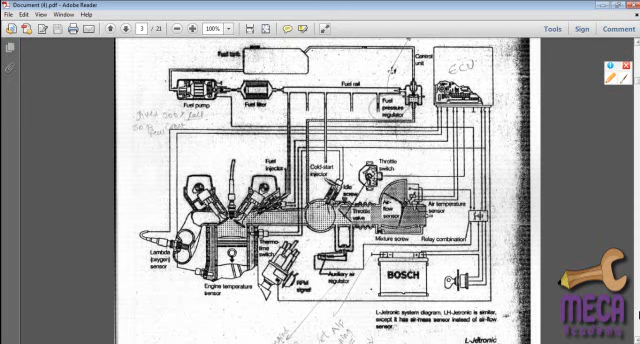 Document (4).pdf - Adobe Reader
File Edit View Window Help
3 / 21 100%
Tools Sign Comment
Fuel tank
Control unit
ECU
Fuel rail
Fuel pump
Fuel filter
Fuel pressure regulator
Fuel injector
Cold-start injector
Throttle switch
Idle screw
Throttle valve
Air-flow sensor
Air temperature sensor
Mixture screw
Relay combination
Lambda (oxygen) sensor
Thermo-time switch
Engine temperature sensor
RPM signal
Auxiliary air regulator
BOSCH
L-Jetronic system diagram. LH-Jetronic is similar,
except it has air-mass sensor instead of air-flow
sensor.
L-Jetronic
MECA
Academy